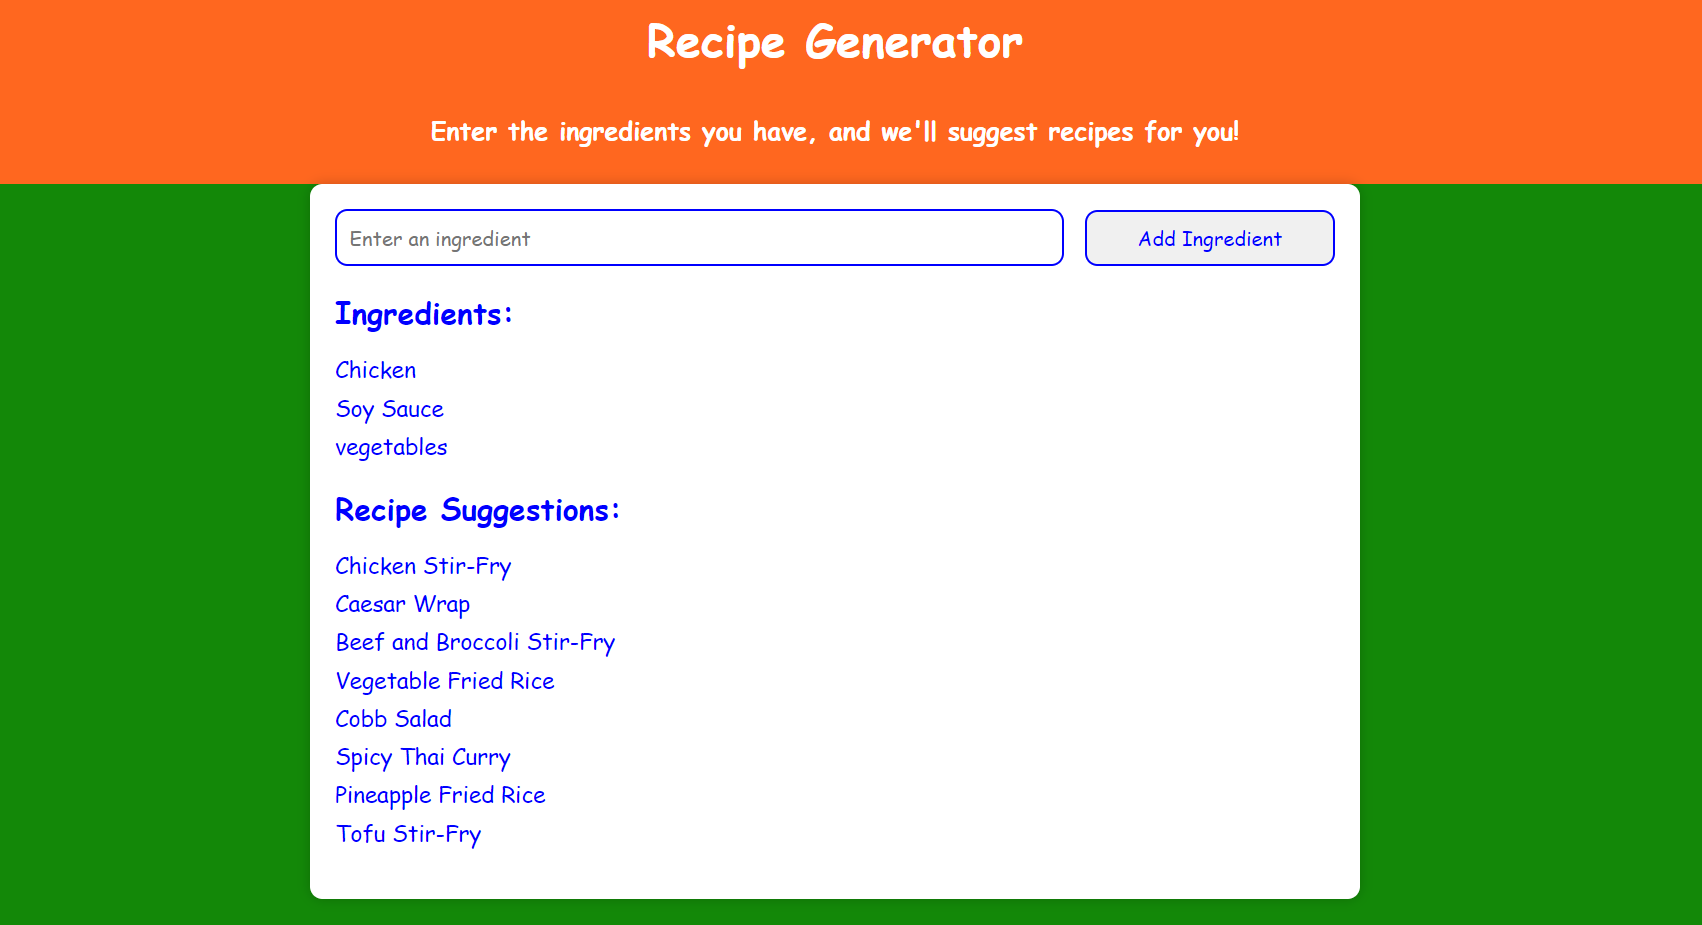 Recipe Generator
Enter the ingredients you have, and we'll suggest recipes for you!
Enter an ingredient
Add Ingredient
Ingredients:
Chicken
Soy Sauce
vegetables
Recipe Suggestions:
Chicken Stir-Fry
Caesar Wrap
Beef and Broccoli Stir-Fry
Vegetable Fried Rice
Cobb Salad
Spicy Thai Curry
Pineapple Fried Rice
Tofu Stir-Fry